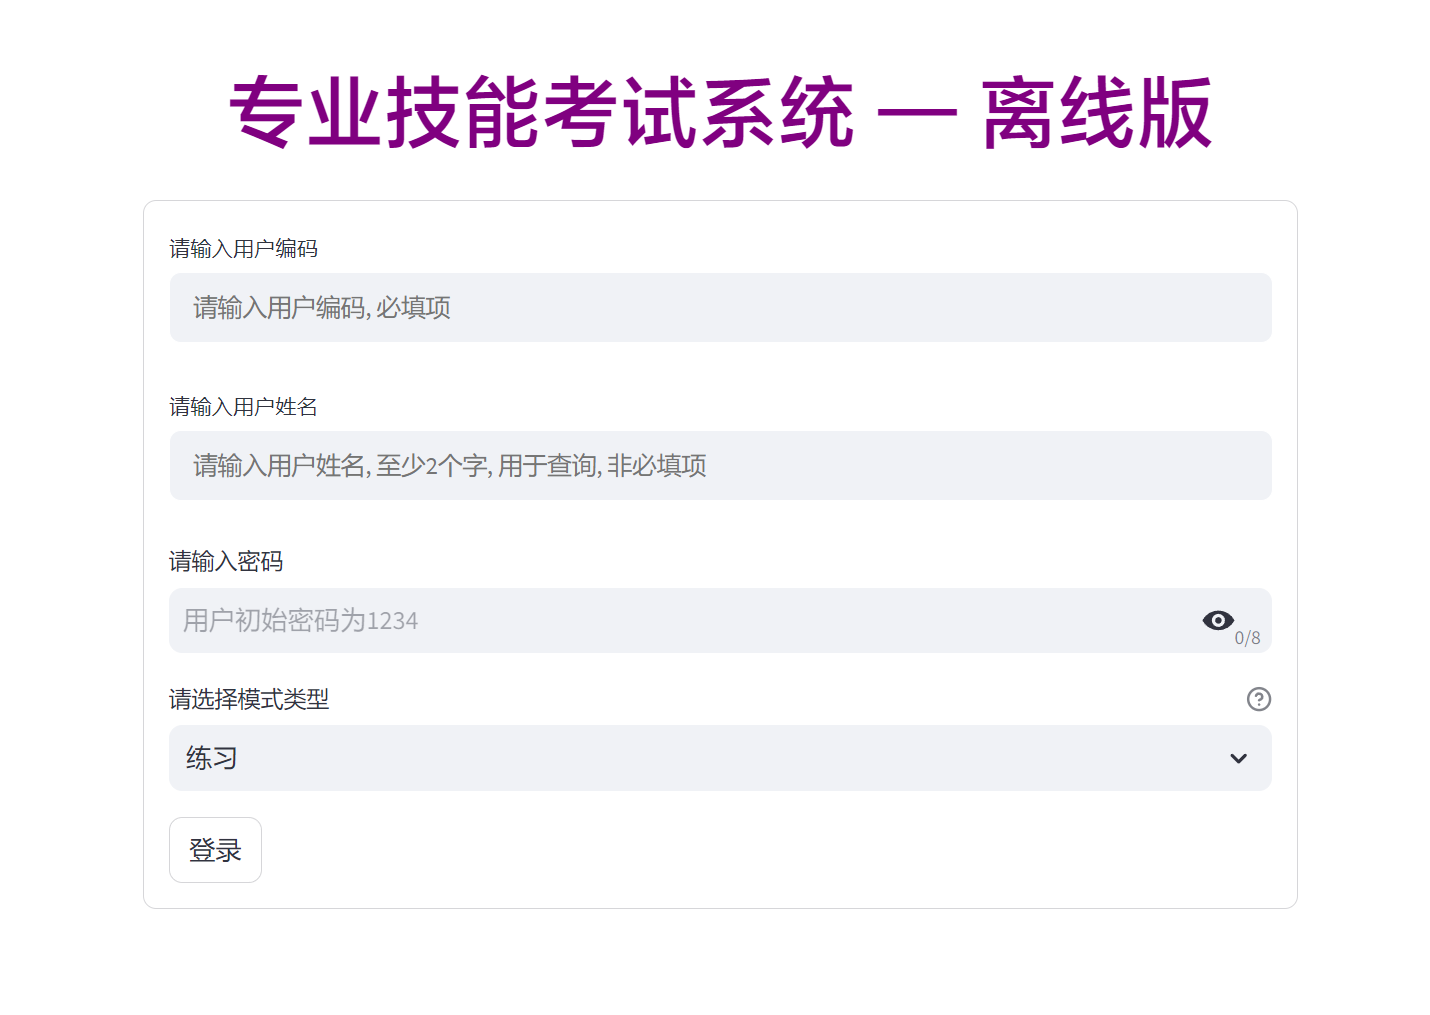 专业技能考试系统 — 离线版
请输入用户编码
请输入用户编码, 必填项
请输入用户姓名
请输入用户姓名, 至少2个字, 用于查询, 非必填项
请输入密码
用户初始密码为1234
0/8
请选择模式类型
练习
登录